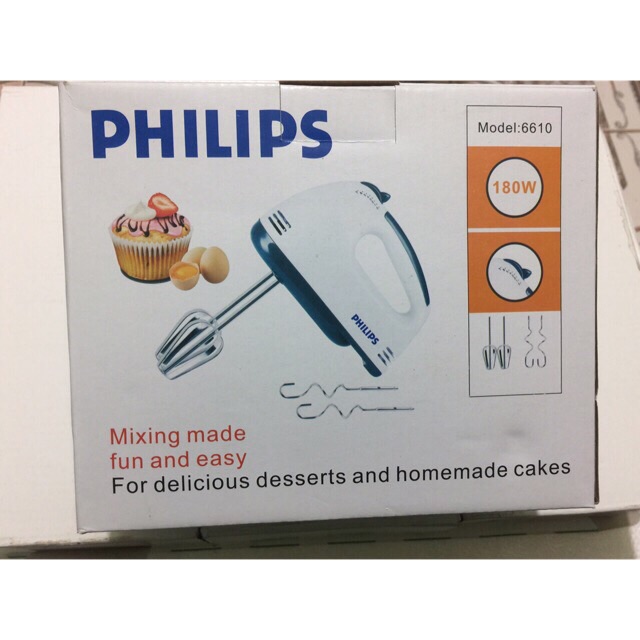 PHILIPS
Model:6610
180W
PHILIPS
Mixing made
fun and easy
For delicious desserts and homemade cakes